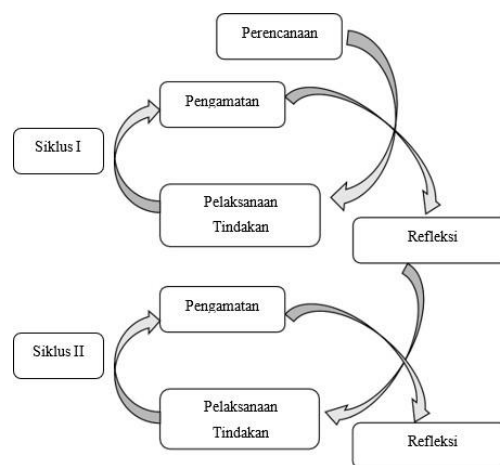 Perencanaan
Pengamatan
Siklus I
Pelaksanaan
Tindakan
Refleksi
Pengamatan
Siklus II
Pelaksanaan
Tindakan
Refleksi